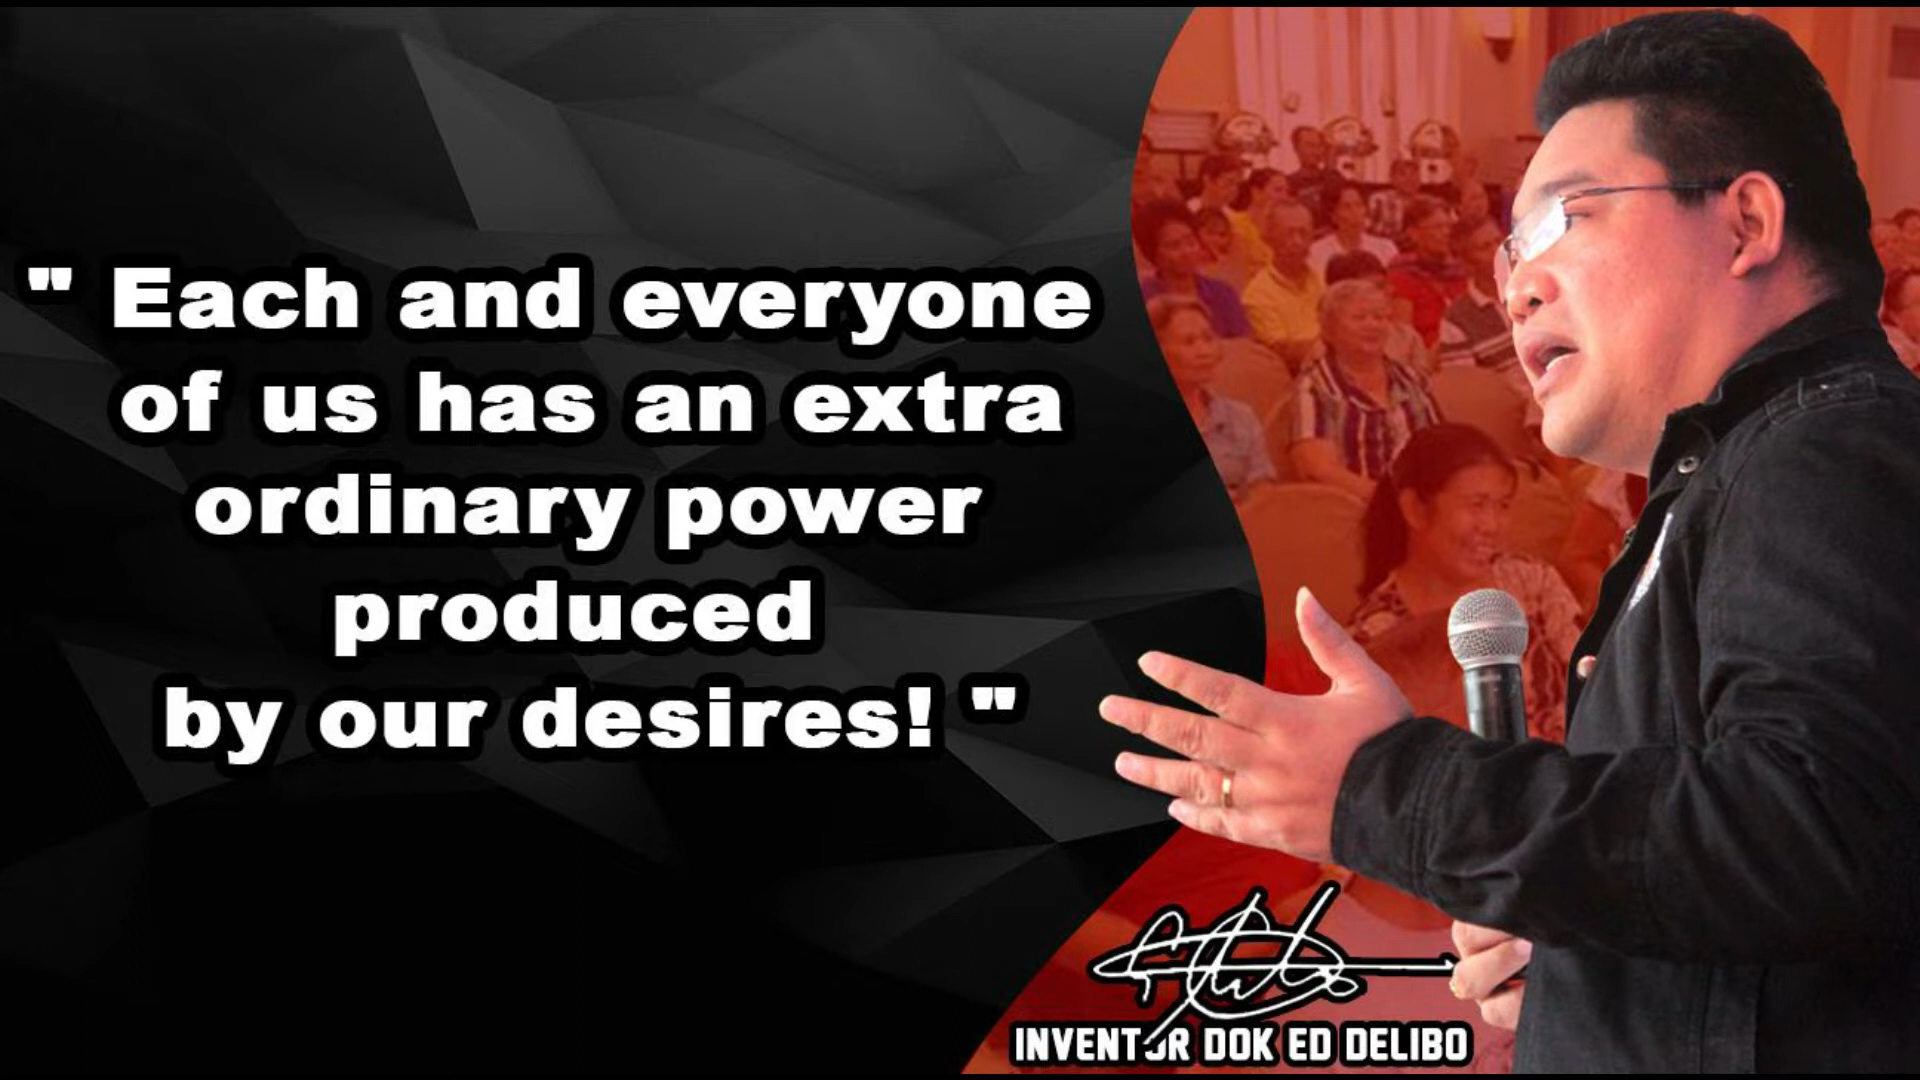 " Each and everyone
of us has an extra
ordinary power
produced
by our desires! "
INVENTOR DOK ED DELIBO